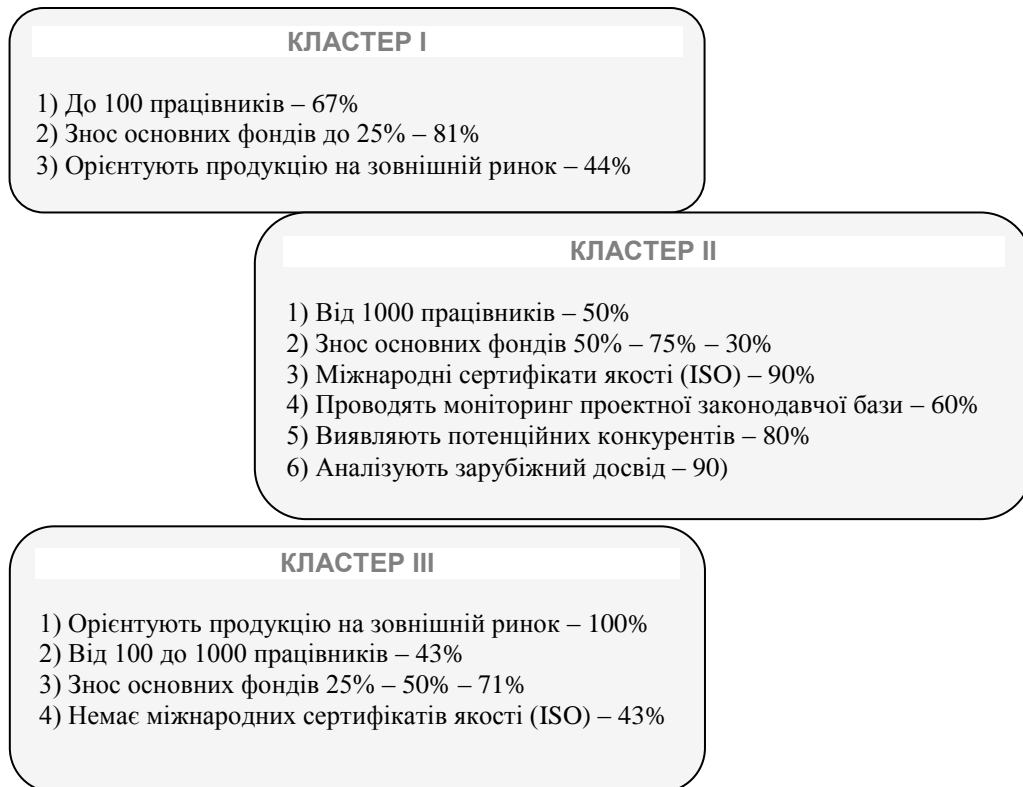 КЛАСТЕР І
1) До 100 працівників – 67%
2) Знос основних фондів до 25% – 81%
3) Орієнтують продукцію на зовнішній ринок – 44%
КЛАСТЕР ІІ
1) Від 1000 працівників – 50%
2) Знос основних фондів 50% – 75% – 30%
3) Міжнародні сертифікати якості (ISO) – 90%
4) Проводять моніторинг проектної законодавчої бази – 60%
5) Виявляють потенційних конкурентів – 80%
6) Аналізують зарубіжний досвід – 90)
КЛАСТЕР ІІІ
1) Орієнтують продукцію на зовнішній ринок – 100%
2) Від 100 до 1000 працівників – 43%
3) Знос основних фондів 25% – 50% – 71%
4) Немає міжнародних сертифікатів якості (ISO) – 43%